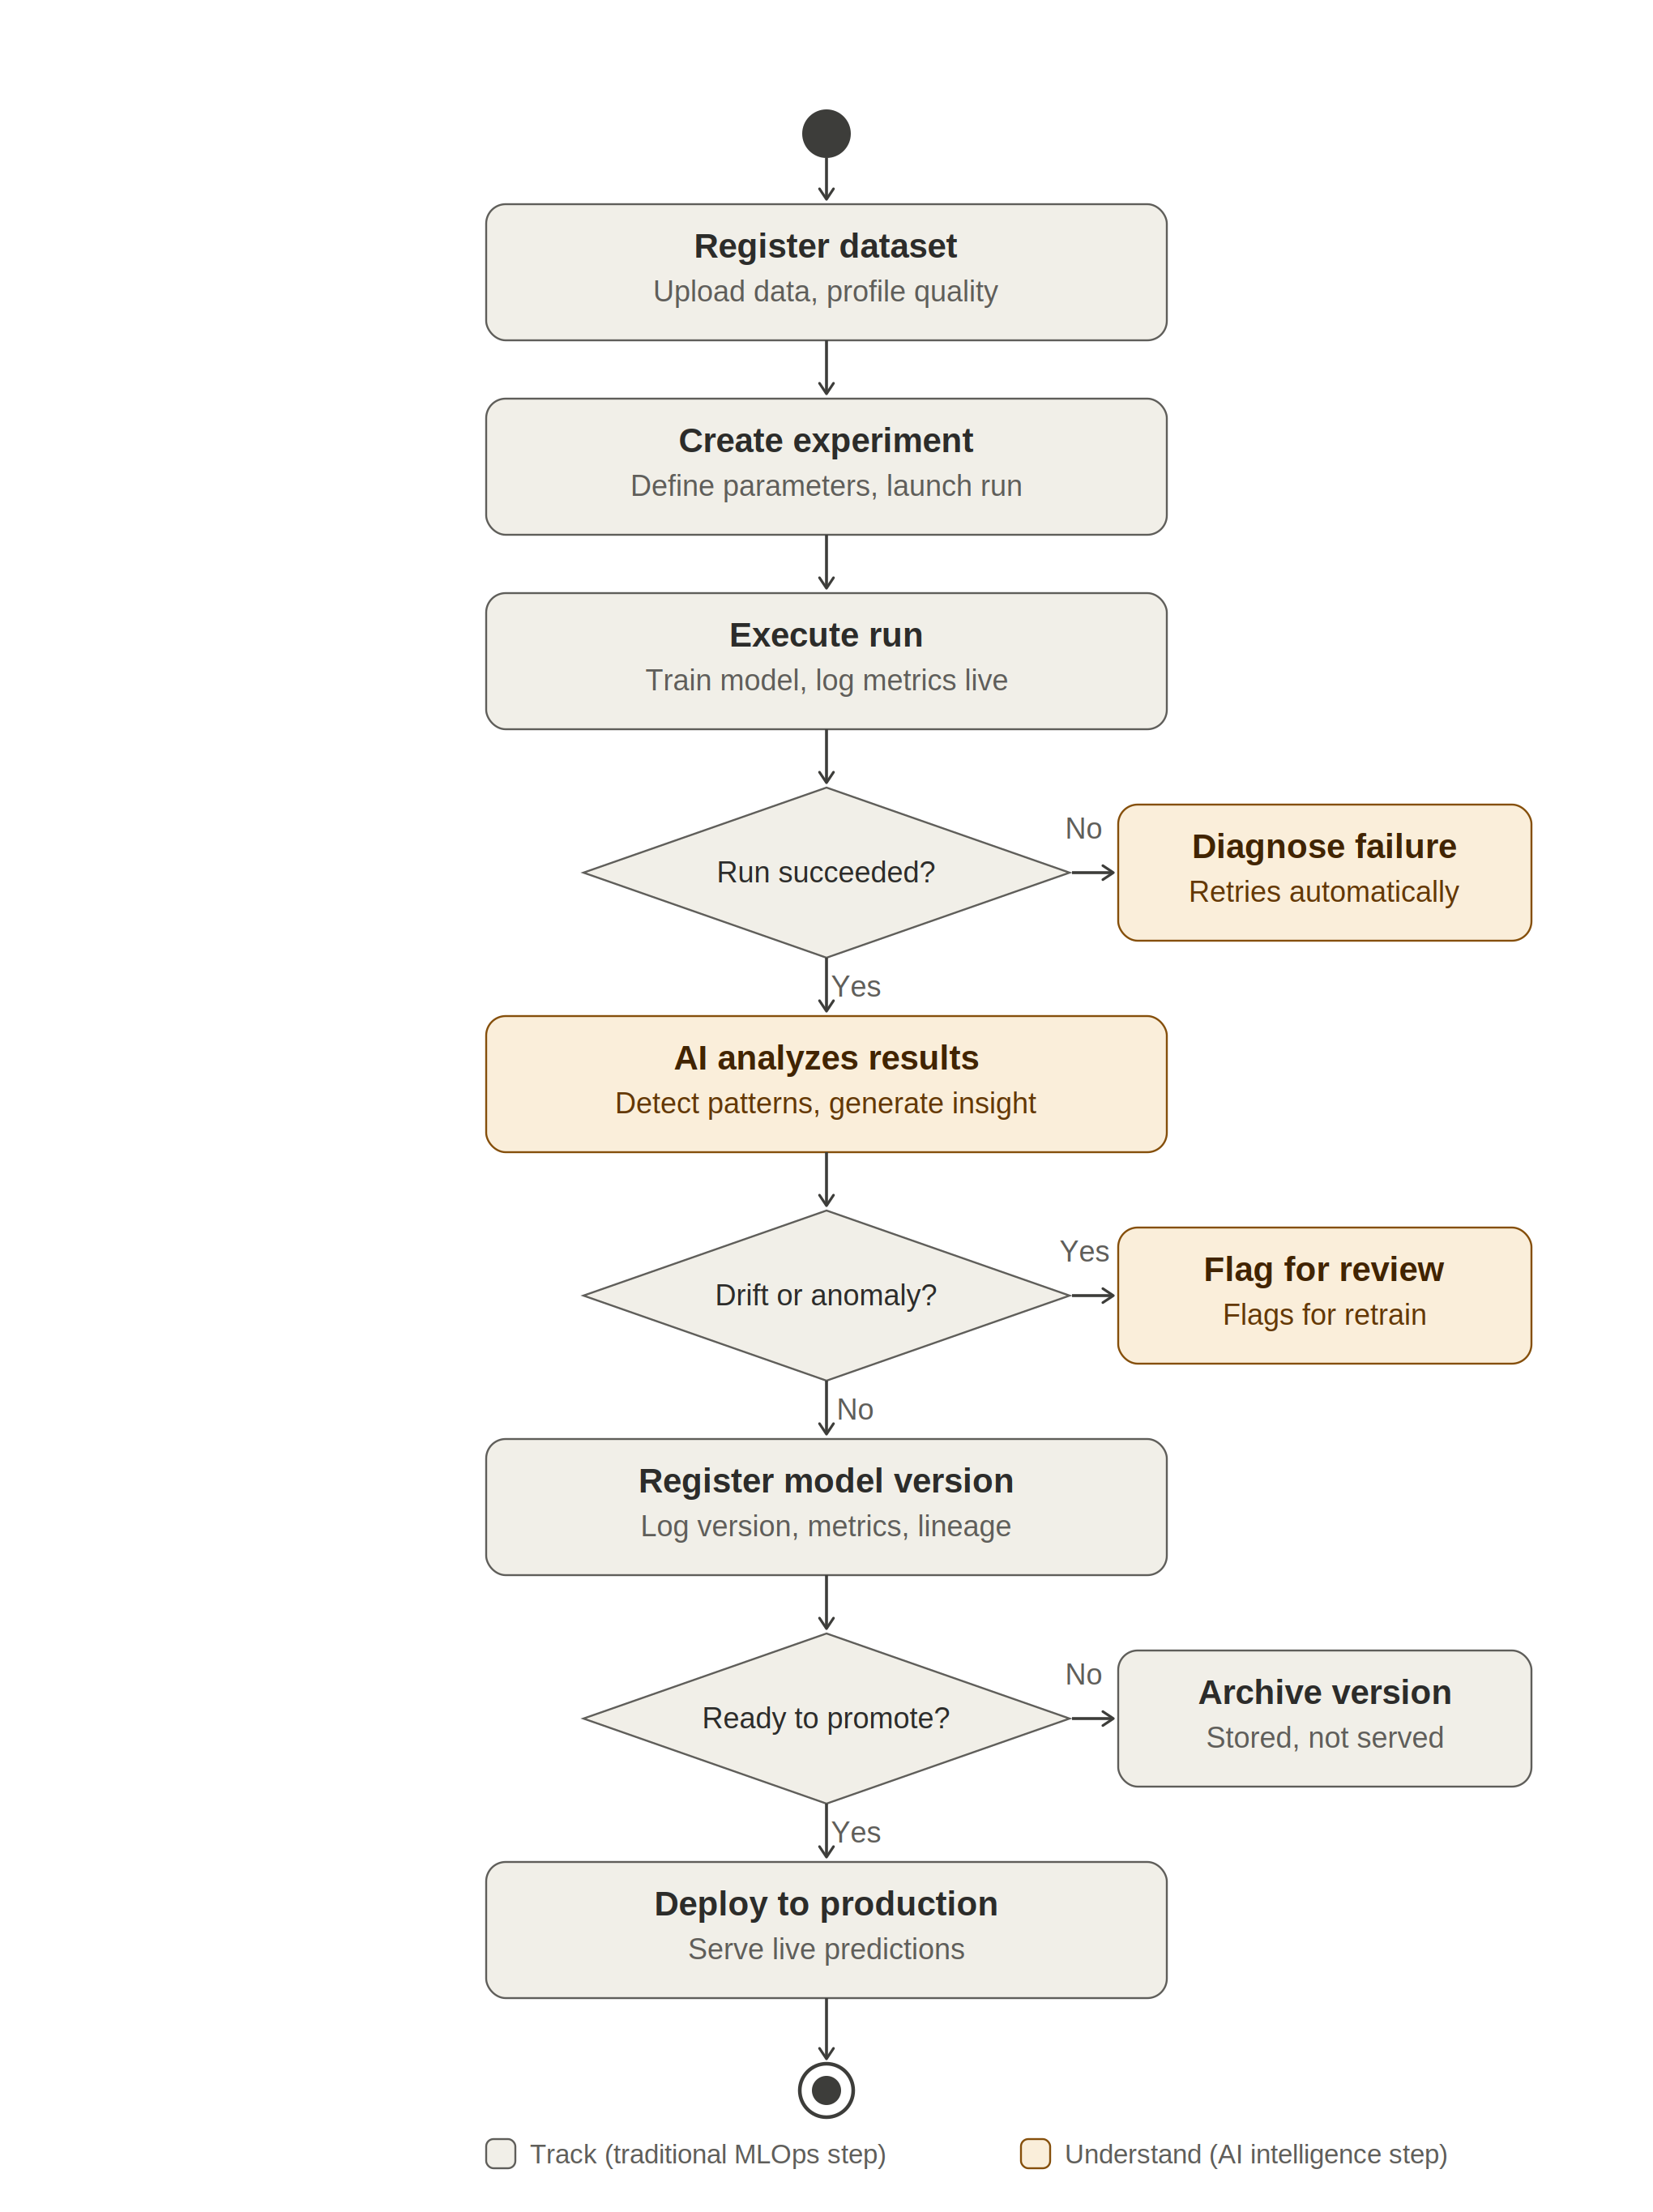 Register dataset
Upload data, profile quality
Create experiment
Define parameters, launch run
Execute run
Train model, log metrics live
Run succeeded?
No
Diagnose failure
Retries automatically
Yes
AI analyzes results
Detect patterns, generate insight
Drift or anomaly?
Yes
Flag for review
Flags for retrain
No
Register model version
Log version, metrics, lineage
Ready to promote?
No
Archive version
Stored, not served
Yes
Deploy to production
Serve live predictions
Track (traditional MLOps step)
Understand (AI intelligence step)